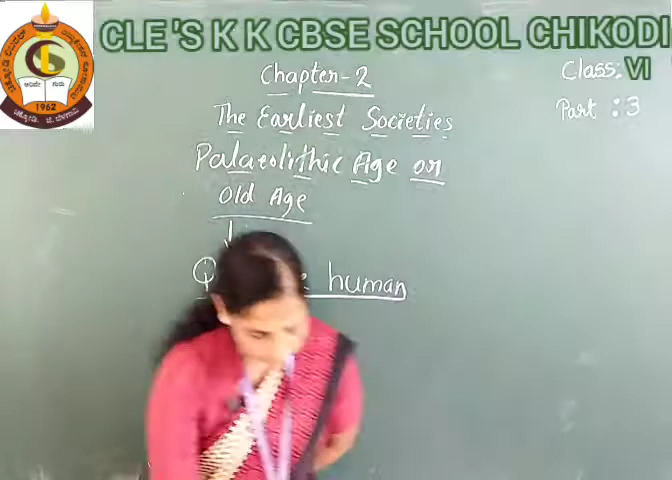 CLE'S K K CBSE SCHOOL CHIKODI
1962
Chapter-2
Class: VI
Part : 3
The Earliest Societies
Palaeolithic Age or
Old Age
human